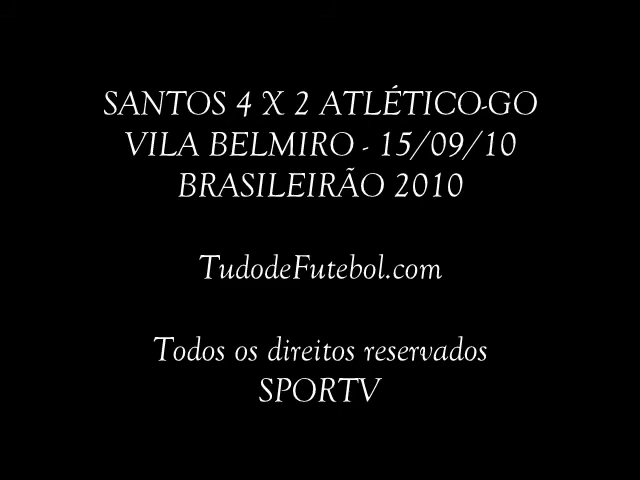 SANTOS 4 X 2 ATLÉTICO-GO
VILA BELMIRO - 15/09/10
BRASILEIRÃO 2010
TudodeFutebol.com
Todos os direitos reservados
SPORTV